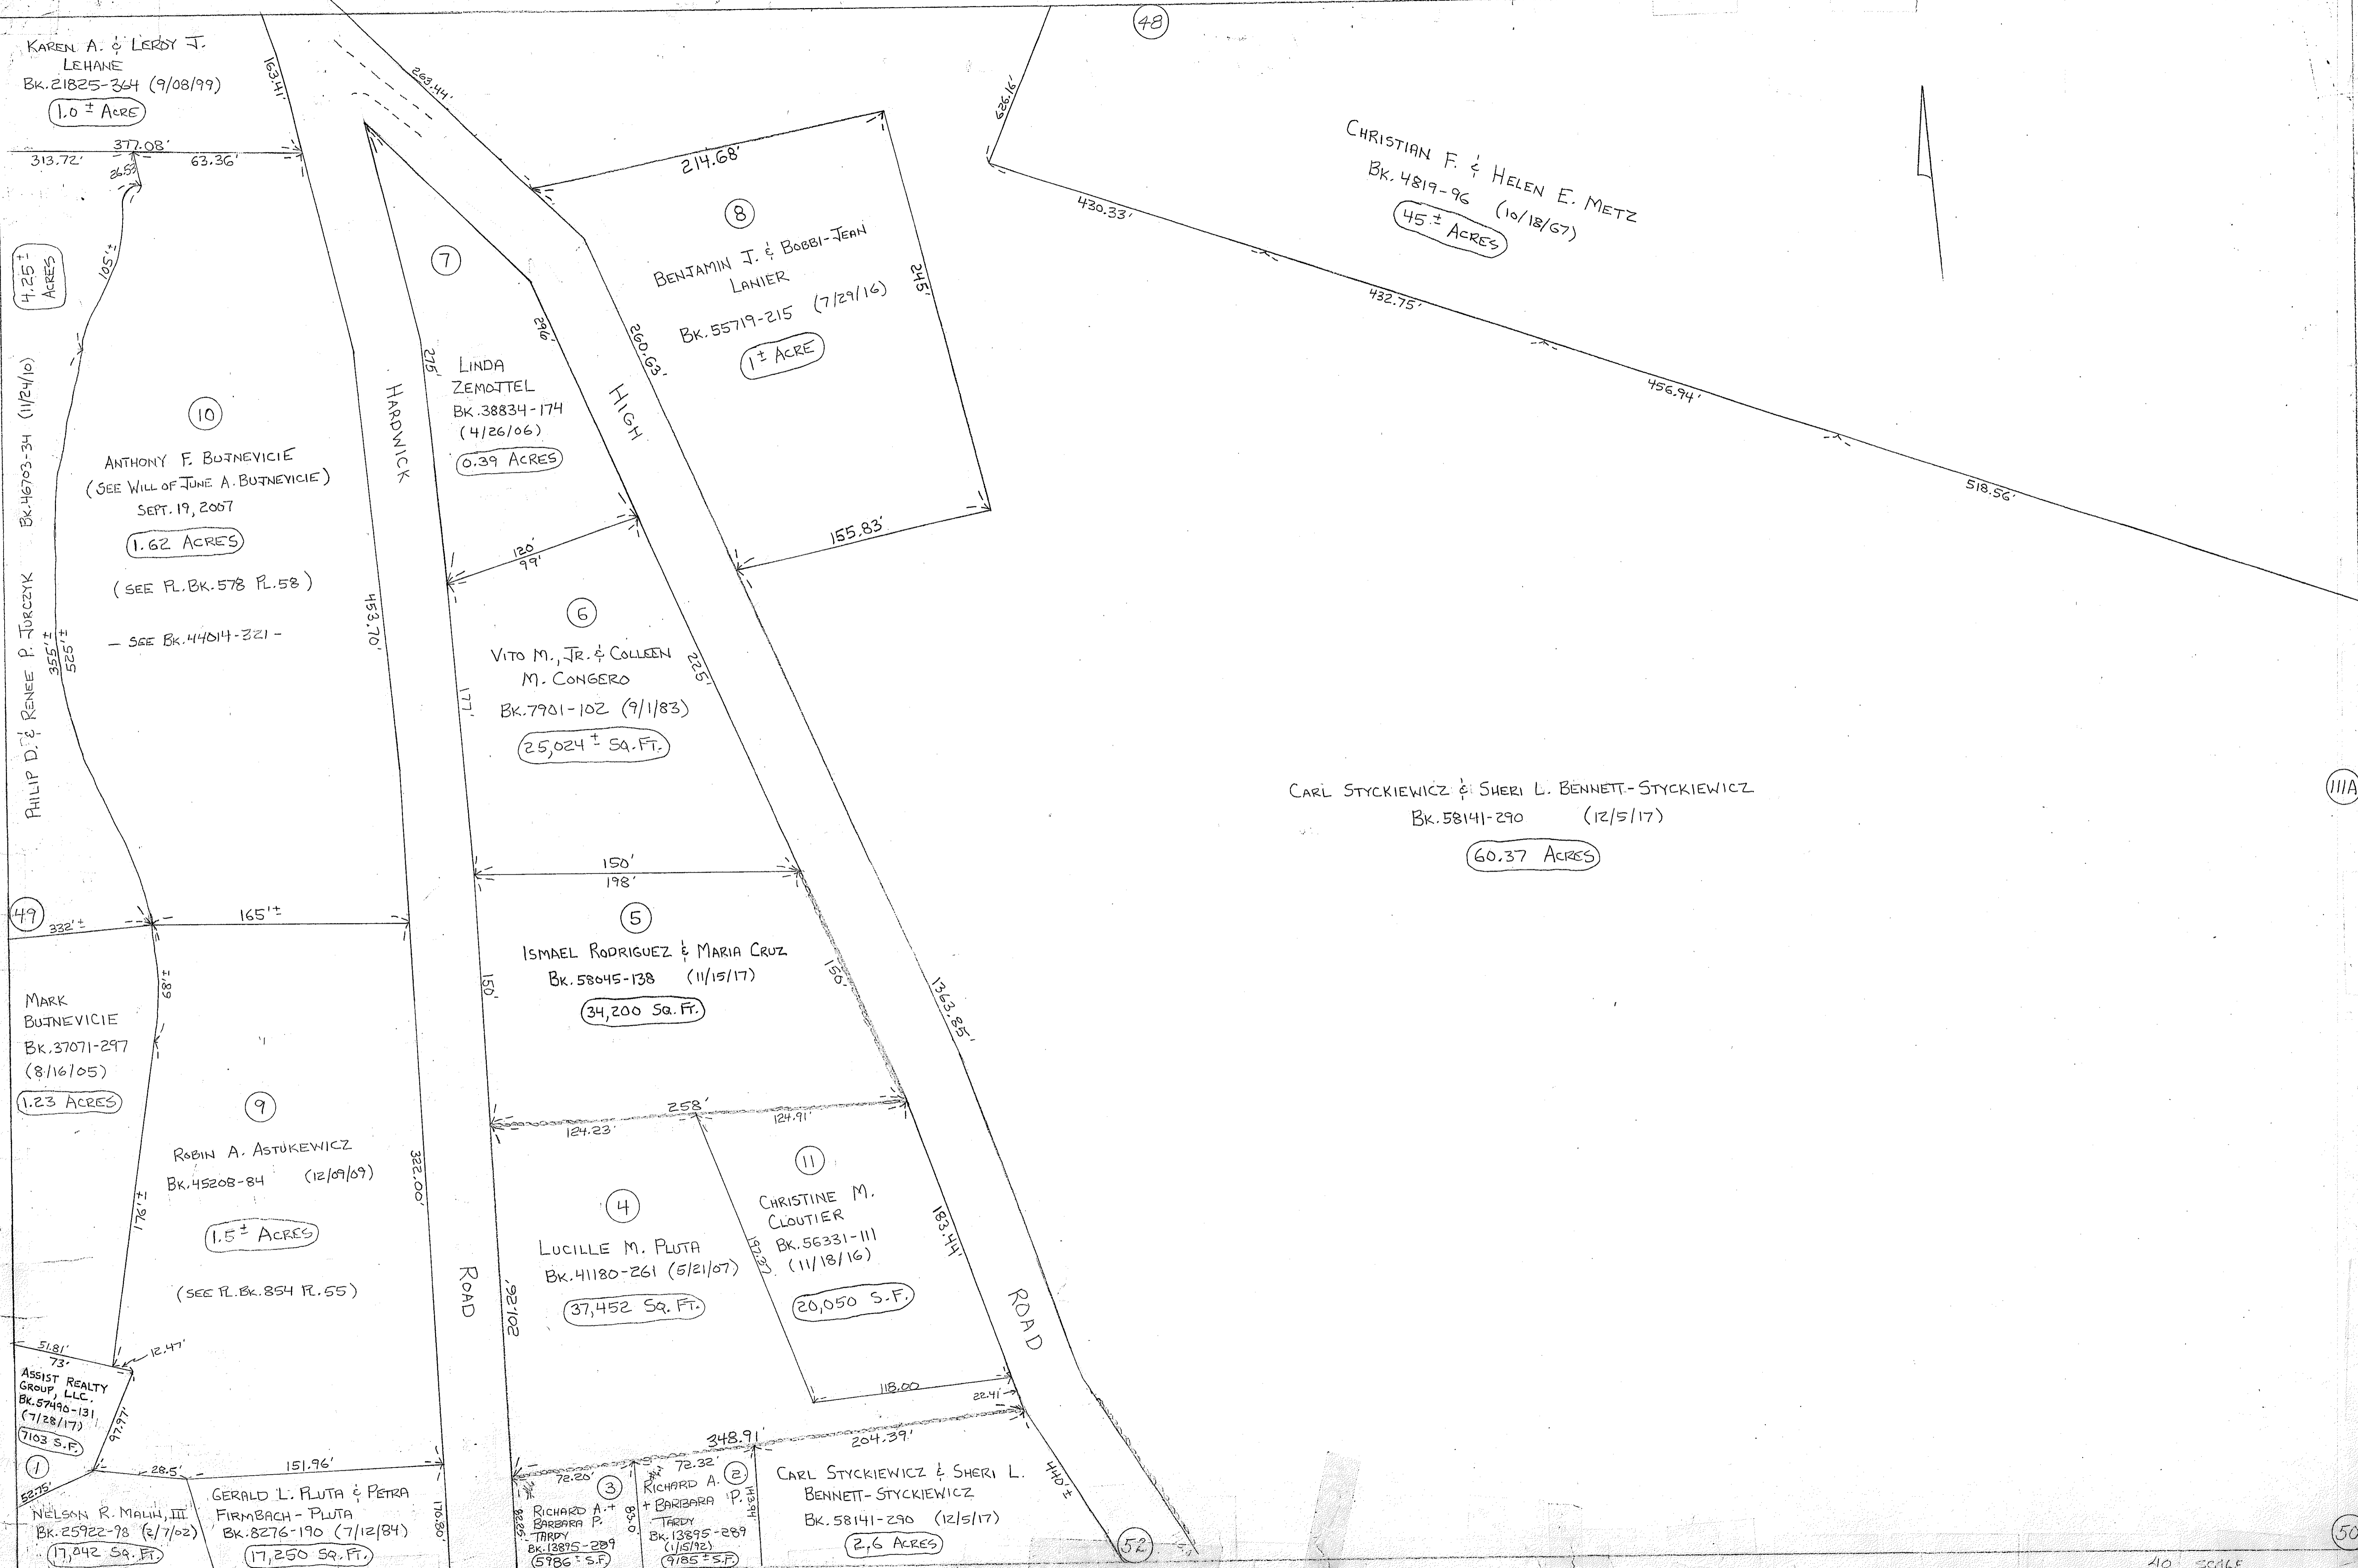 48
KAREN A. & LEROY J.
LEHANE
BK.21825-364 (9/08/99)
1.0 ± ACRE
163.41'
263.44'
377.08'
313.72'
63.36'
26.53
105'±
4.25 ±
ACRES
PHILIP D. & RENEE P. JURCZYK BK.46703-34 (11/24/10)
10
ANTHONY F. BUJNEVICIE
(SEE WILL OF JUNE A. BUJNEVICIE)
SEPT. 19, 2007
1.62 ACRES
(SEE PL.BK.578 PL.58)
- SEE BK.44014-321 -
355'±
525'±
453.70'
HARDWICK
ROAD
7
LINDA
ZEMOJTEL
BK.38834-174
(4/26/06)
0.39 ACRES
275'
296'
120'
99'
HIGH
ROAD
8
BENJAMIN J. & BOBBI-JEAN
LANIER
BK.55719-215 (7/29/16)
1 ± ACRE
214.68'
245'
260.63'
155.83'
626.16'
CHRISTIAN F. & HELEN E. METZ
BK.4819-96 (10/18/67)
45 ± ACRES
430.33'
432.75'
456.94'
518.56'
6
VITO M., JR. & COLLEEN
M. CONGERO
BK.7901-102 (9/1/83)
25,024 ± SQ.FT.
177'
225'
150'
198'
5
ISMAEL RODRIGUEZ & MARIA CRUZ
BK.58045-138 (11/15/17)
34,200 SQ.FT.
150'
150'
1363.85'
258'
124.23'
124.91'
CARL STYCKIEWICZ & SHERI L. BENNETT-STYCKIEWICZ
BK.58141-290 (12/5/17)
60.37 ACRES
111A
49
332'±
165'±
68'±
MARK
BUJNEVICIE
BK.37071-297
(8/16/05)
1.23 ACRES
9
ROBIN A. ASTUKEWICZ
BK.45208-84 (12/09/09)
1.5 ± ACRES
(SEE PL.BK.854 PL.55)
176'±
322.00'
4
LUCILLE M. PLUTA
BK.41180-261 (5/21/07)
37,452 SQ.FT.
11
CHRISTINE M.
CLOUTIER
BK.56331-111
(11/18/16)
20,050 S.F.
183.44'
118.00
22.41'
51.81'
73'
12.47'
ASSIST REALTY
GROUP, LLC.
BK.57490-131
(7/28/17)
7103 S.F.
97.97'
1
52.75'
28.5'
151.96'
NELSON R. MALIN, III
BK.25922-98 (2/7/02)
17,042 SQ.FT.
GERALD L. PLUTA & PETRA
FIRMBACH-PLUTA
BK.8276-190 (7/12/84)
17,250 SQ.FT.
348.91'
204.39'
72.20'
72.32'
3
RICHARD A. +
BARBARA P.
TARDY
BK.13895-289
5986 ± S.F.
83.0
2
RICHARD A.
+ BARBARA P.
TARDY
BK.13895-289
(1/15/92)
9185 ± S.F.
CARL STYCKIEWICZ & SHERI L.
BENNETT-STYCKIEWICZ
BK.58141-290 (12/5/17)
2.6 ACRES
440'±
52
50
40 SCALE